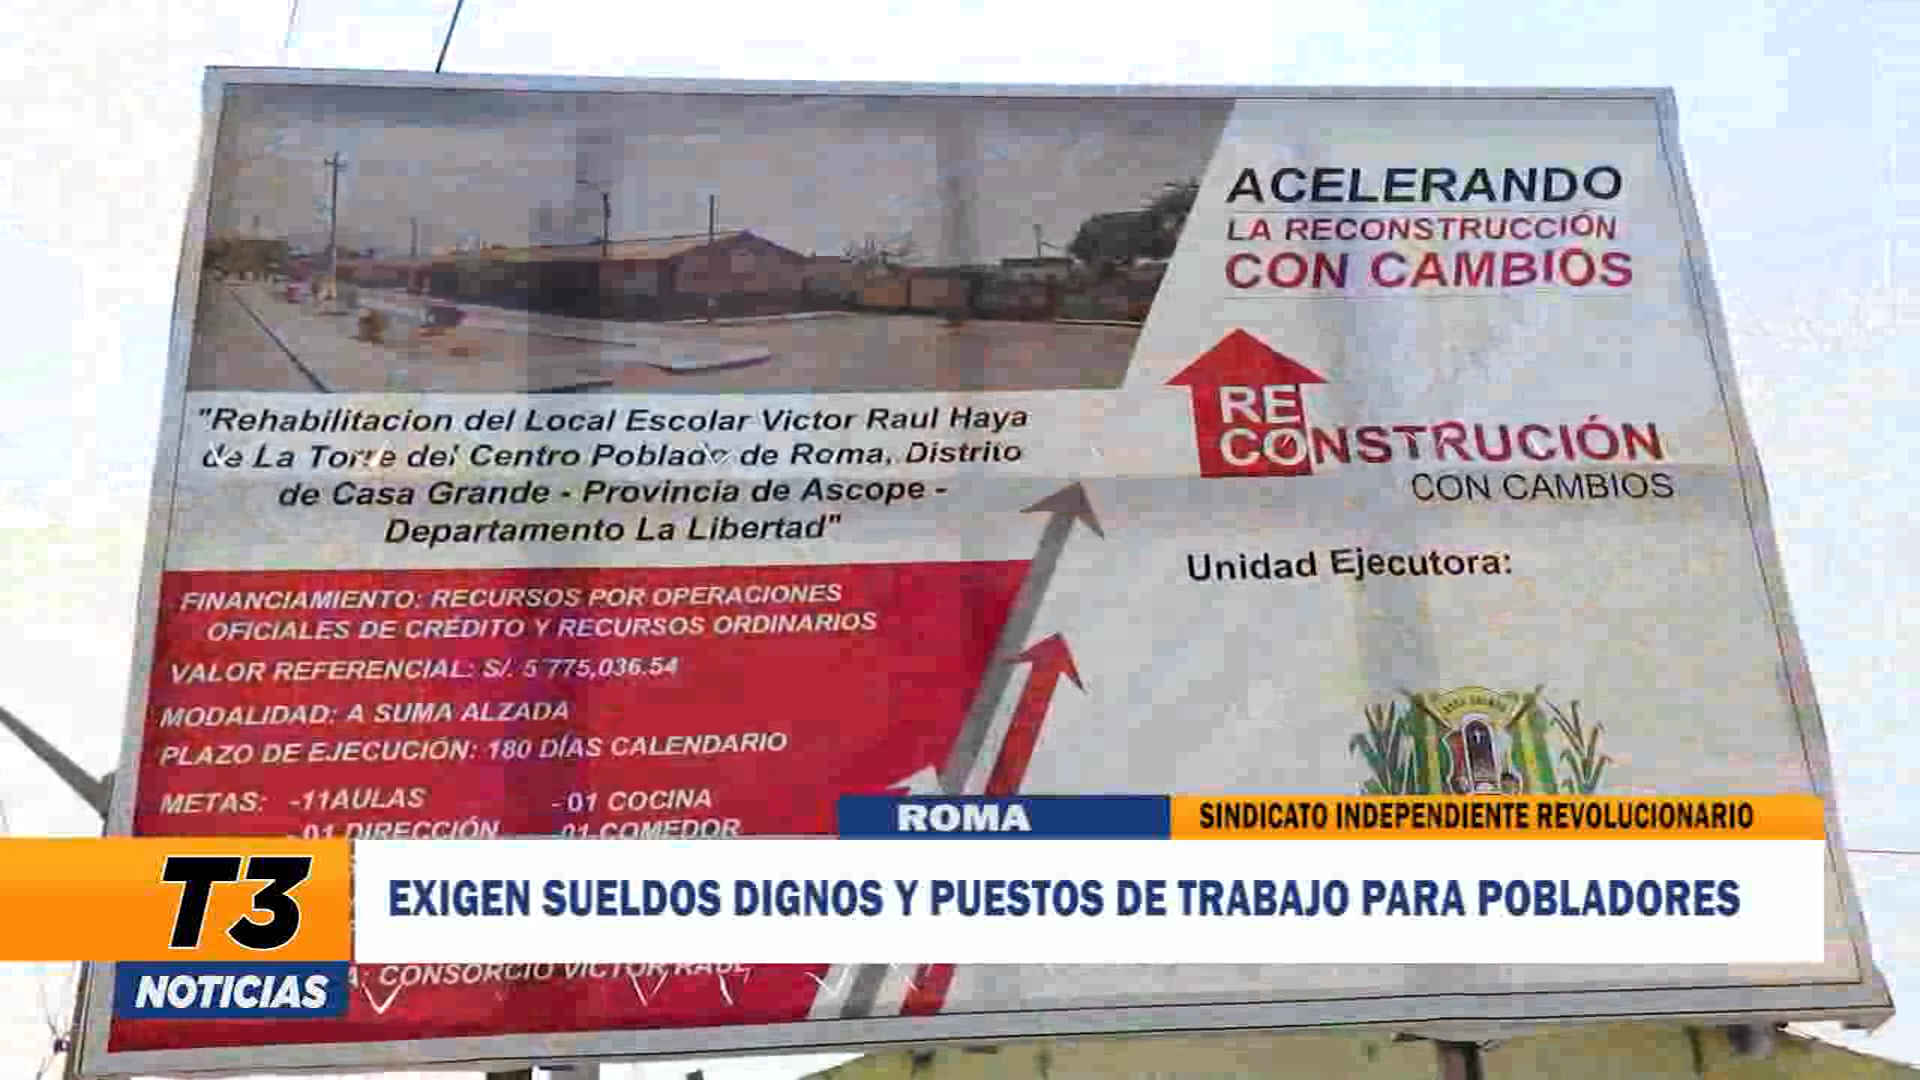 ACELERANDO
LA RECONSTRUCCIÓN
CON CAMBIOS
RE
CONSTRUCIÓN
CON CAMBIOS
"Rehabilitacion del Local Escolar Victor Raul Haya
de La Torre del Centro Poblado de Roma, Distrito
de Casa Grande - Provincia de Ascope -
Departamento La Libertad"
Unidad Ejecutora:
FINANCIAMIENTO: RECURSOS POR OPERACIONES
OFICIALES DE CRÉDITO Y RECURSOS ORDINARIOS
VALOR REFERENCIAL: S/. 5'775,036.54
MODALIDAD: A SUMA ALZADA
PLAZO DE EJECUCIÓN: 180 DÍAS CALENDARIO
METAS: -11AULAS - 01 COCINA
- 01 DIRECCIÓN -01 COMEDOR
ROMA
SINDICATO INDEPENDIENTE REVOLUCIONARIO
T3
NOTICIAS
EXIGEN SUELDOS DIGNOS Y PUESTOS DE TRABAJO PARA POBLADORES
A: CONSORCIO VICTOR RAUL